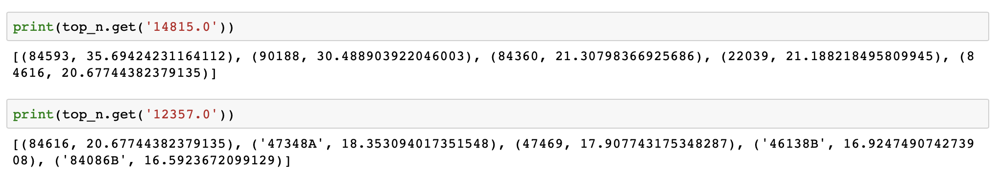 print(top_n.get('14815.0'))
[(84593, 35.69424231164112), (90188, 30.488903922046003), (84360, 21.30798366925686), (22039, 21.188218495809945), (8
4616, 20.67744382379135)]
print(top_n.get('12357.0'))
[(84616, 20.67744382379135), ('47348A', 18.353094017351548), (47469, 17.907743175348287), ('46138B', 16.9247490742739
08), ('84086B', 16.5923672099129)]